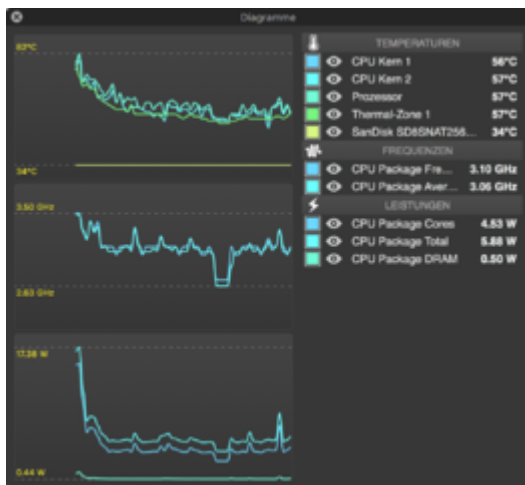 Diagramme
82°C
34°C
3.50 GHz
2.63 GHz
17.38 W
0.44 W
TEMPERATUREN
CPU Kern 1 56°C
CPU Kern 2 57°C
Prozessor 57°C
Thermal-Zone 1 57°C
SanDisk SD8SNAT256... 34°C
FREQUENZEN
CPU Package Fre... 3.10 GHz
CPU Package Aver... 3.06 GHz
LEISTUNGEN
CPU Package Cores 4.53 W
CPU Package Total 5.88 W
CPU Package DRAM 0.50 W